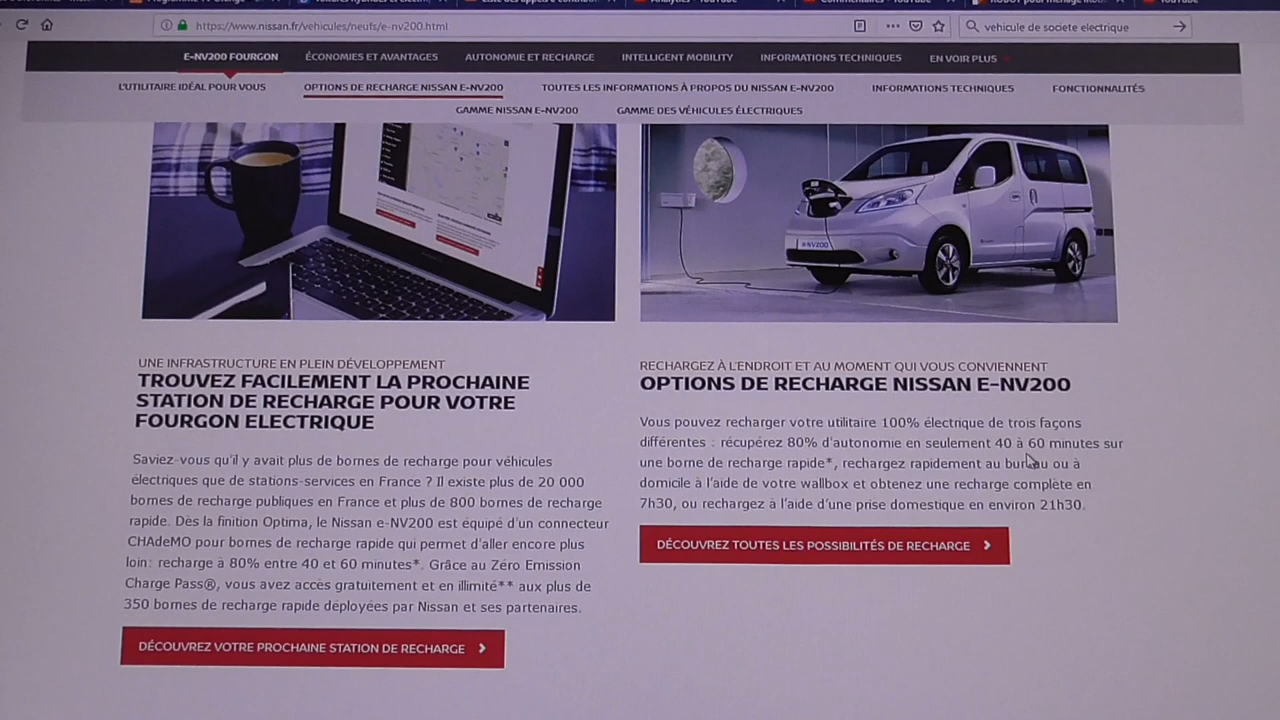 https://www.nissan.fr/vehicules/neufs/e-nv200.html
vehicule de societe electrique
E-NV200 FOURGON
ÉCONOMIES ET AVANTAGES
AUTONOMIE ET RECHARGE
INTELLIGENT MOBILITY
INFORMATIONS TECHNIQUES
EN VOIR PLUS
L'UTILITAIRE IDÉAL POUR VOUS
OPTIONS DE RECHARGE NISSAN E-NV200
TOUTES LES INFORMATIONS À PROPOS DU NISSAN E-NV200
INFORMATIONS TECHNIQUES
FONCTIONNALITÉS
GAMME NISSAN E-NV200
GAMME DES VÉHICULES ÉLECTRIQUES
E-NV200
UNE INFRASTRUCTURE EN PLEIN DÉVELOPPEMENT
TROUVEZ FACILEMENT LA PROCHAINE
STATION DE RECHARGE POUR VOTRE
FOURGON ELECTRIQUE
Saviez-vous qu'il y avait plus de bornes de recharge pour véhicules
électriques que de stations-services en France ? Il existe plus de 20 000
bornes de recharge publiques en France et plus de 800 bornes de recharge
rapide. Dès la finition Optima, le Nissan e-NV200 est équipé d'un connecteur
CHAdeMO pour bornes de recharge rapide qui permet d'aller encore plus
loin: recharge à 80% entre 40 et 60 minutes*. Grâce au Zéro Emission
Charge Pass®, vous avez accès gratuitement et en illimité** aux plus de
350 bornes de recharge rapide déployées par Nissan et ses partenaires.
DÉCOUVREZ VOTRE PROCHAINE STATION DE RECHARGE
RECHARGEZ À L'ENDROIT ET AU MOMENT QUI VOUS CONVIENNENT
OPTIONS DE RECHARGE NISSAN E-NV200
Vous pouvez recharger votre utilitaire 100% électrique de trois façons
différentes : récupérez 80% d'autonomie en seulement 40 à 60 minutes sur
une borne de recharge rapide*, rechargez rapidement au bureau ou à
domicile à l'aide de votre wallbox et obtenez une recharge complète en
7h30, ou rechargez à l'aide d'une prise domestique en environ 21h30.
DÉCOUVREZ TOUTES LES POSSIBILITÉS DE RECHARGE